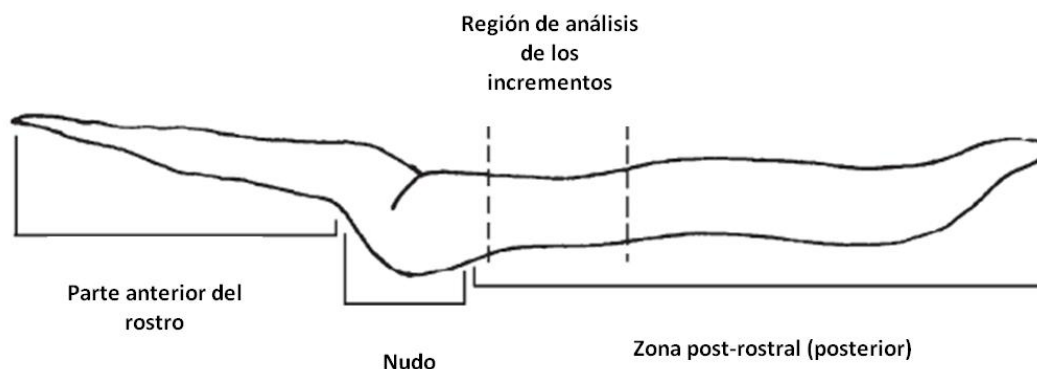 Región de análisis
de los
incrementos
Parte anterior del
rostro
Nudo
Zona post-rostral (posterior)